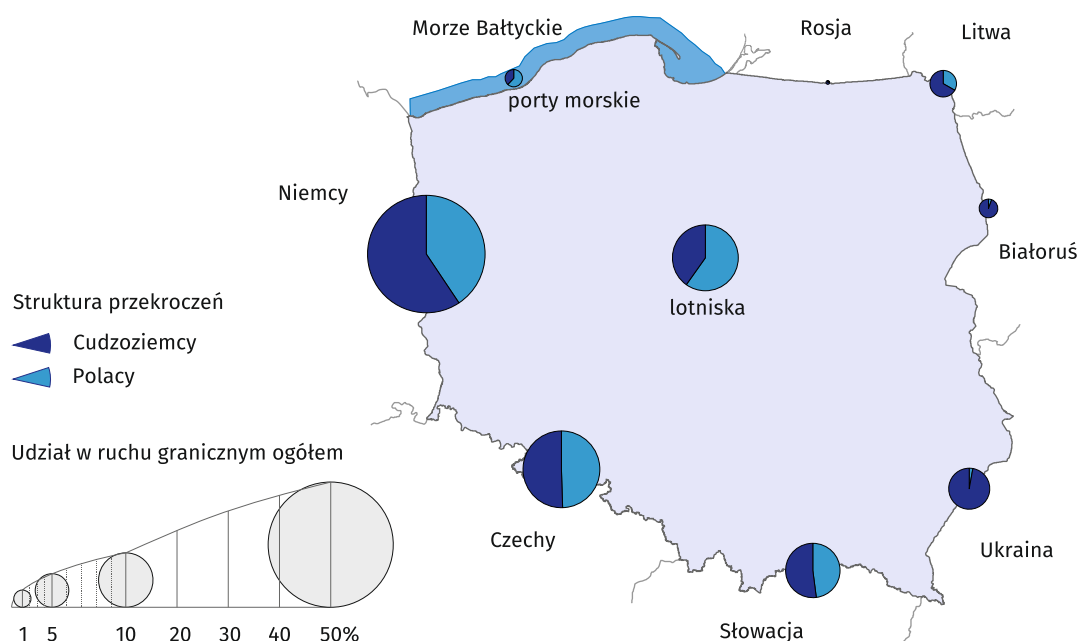 Morze Bałtyckie
Rosja
Litwa
porty morskie
Niemcy
Białoruś
lotniska
Struktura przekroczeń
Cudzoziemcy
Polacy
Udział w ruchu granicznym ogółem
Czechy
Ukraina
Słowacja
1 5 10 20 30 40 50%